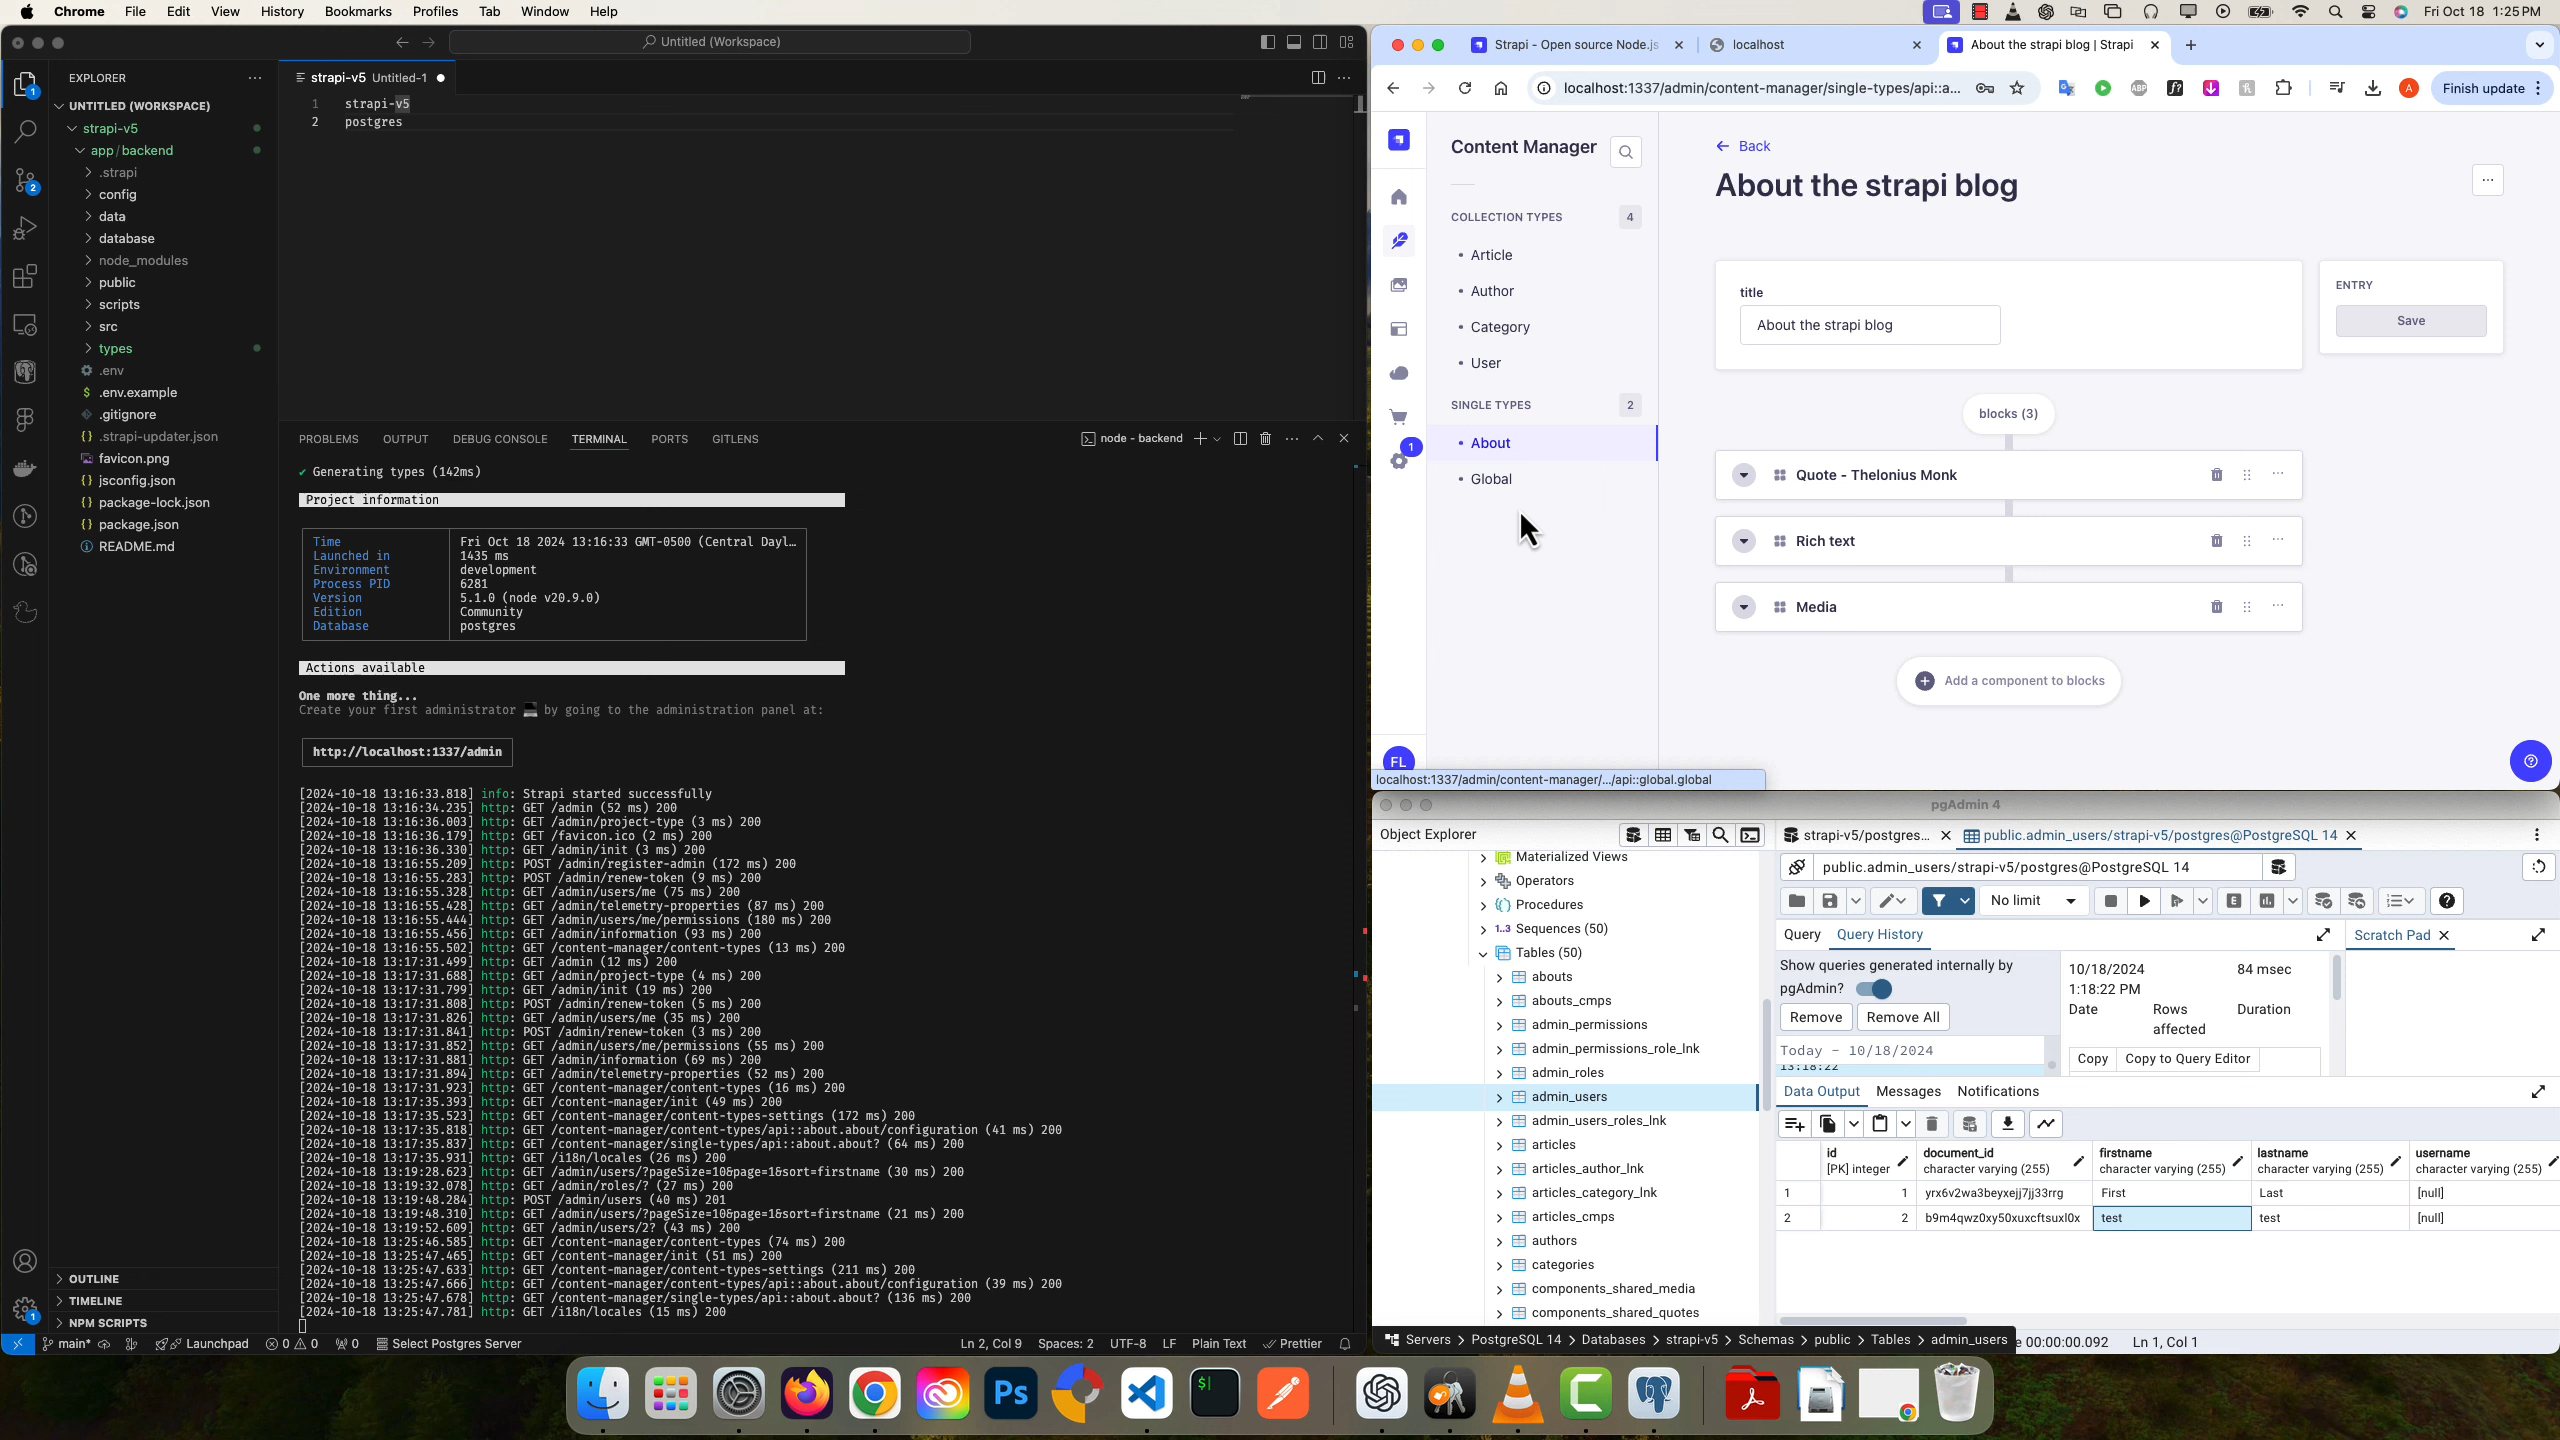 Chrome File Edit View History Bookmarks Profiles Tab Window Help
Fri Oct 18 1:25 PM
Untitled (Workspace)
EXPLORER
UNTITLED (WORKSPACE)
strapi-v5
app/backend
.strapi
config
data
database
node_modules
public
scripts
src
types
.env
.env.example
.gitignore
.strapi-updater.json
favicon.png
jsconfig.json
package-lock.json
package.json
README.md
OUTLINE
TIMELINE
NPM SCRIPTS
1
2
1
strapi-v5 Untitled-1
1 strapi-v5
2 postgres
PROBLEMS OUTPUT DEBUG CONSOLE TERMINAL PORTS GITLENS
node - backend
✔ Generating types (142ms)
Project information
Time Fri Oct 18 2024 13:16:33 GMT-0500 (Central Dayl…
Launched in 1435 ms
Environment development
Process PID 6281
Version 5.1.0 (node v20.9.0)
Edition Community
Database postgres
Actions available
One more thing...
Create your first administrator 💻 by going to the administration panel at:
http://localhost:1337/admin
[2024-10-18 13:16:33.818] info: Strapi started successfully
[2024-10-18 13:16:34.235] http: GET /admin (52 ms) 200
[2024-10-18 13:16:36.003] http: GET /admin/project-type (3 ms) 200
[2024-10-18 13:16:36.179] http: GET /favicon.ico (2 ms) 200
[2024-10-18 13:16:36.330] http: GET /admin/init (3 ms) 200
[2024-10-18 13:16:55.209] http: POST /admin/register-admin (172 ms) 200
[2024-10-18 13:16:55.283] http: POST /admin/renew-token (9 ms) 200
[2024-10-18 13:16:55.328] http: GET /admin/users/me (75 ms) 200
[2024-10-18 13:16:55.428] http: GET /admin/telemetry-properties (87 ms) 200
[2024-10-18 13:16:55.444] http: GET /admin/users/me/permissions (180 ms) 200
[2024-10-18 13:16:55.456] http: GET /admin/information (93 ms) 200
[2024-10-18 13:16:55.502] http: GET /content-manager/content-types (13 ms) 200
[2024-10-18 13:17:31.499] http: GET /admin (12 ms) 200
[2024-10-18 13:17:31.688] http: GET /admin/project-type (4 ms) 200
[2024-10-18 13:17:31.799] http: GET /admin/init (19 ms) 200
[2024-10-18 13:17:31.808] http: POST /admin/renew-token (5 ms) 200
[2024-10-18 13:17:31.826] http: GET /admin/users/me (35 ms) 200
[2024-10-18 13:17:31.841] http: POST /admin/renew-token (3 ms) 200
[2024-10-18 13:17:31.852] http: GET /admin/users/me/permissions (55 ms) 200
[2024-10-18 13:17:31.881] http: GET /admin/information (69 ms) 200
[2024-10-18 13:17:31.894] http: GET /admin/telemetry-properties (52 ms) 200
[2024-10-18 13:17:31.923] http: GET /content-manager/content-types (16 ms) 200
[2024-10-18 13:17:35.393] http: GET /content-manager/init (49 ms) 200
[2024-10-18 13:17:35.523] http: GET /content-manager/content-types-settings (172 ms) 200
[2024-10-18 13:17:35.818] http: GET /content-manager/content-types/api::about.about/configuration (41 ms) 200
[2024-10-18 13:17:35.837] http: GET /content-manager/single-types/api::about.about? (64 ms) 200
[2024-10-18 13:17:35.931] http: GET /i18n/locales (26 ms) 200
[2024-10-18 13:19:28.623] http: GET /admin/users/?pageSize=10&page=1&sort=firstname (30 ms) 200
[2024-10-18 13:19:32.078] http: GET /admin/roles/? (27 ms) 200
[2024-10-18 13:19:48.284] http: POST /admin/users (40 ms) 201
[2024-10-18 13:19:48.310] http: GET /admin/users/?pageSize=10&page=1&sort=firstname (21 ms) 200
[2024-10-18 13:19:52.609] http: GET /admin/users/2? (43 ms) 200
[2024-10-18 13:25:46.585] http: GET /content-manager/content-types (74 ms) 200
[2024-10-18 13:25:47.465] http: GET /content-manager/init (51 ms) 200
[2024-10-18 13:25:47.633] http: GET /content-manager/content-types-settings (211 ms) 200
[2024-10-18 13:25:47.666] http: GET /content-manager/content-types/api::about.about/configuration (39 ms) 200
[2024-10-18 13:25:47.678] http: GET /content-manager/single-types/api::about.about? (136 ms) 200
[2024-10-18 13:25:47.781] http: GET /i18n/locales (15 ms) 200
main* Launchpad 0 0 0 Select Postgres Server Ln 2, Col 9 Spaces: 2 UTF-8 LF Plain Text Prettier
Strapi - Open source Node.js localhost About the strapi blog | Strapi
localhost:1337/admin/content-manager/single-types/api::a... ABP f? A Finish update
Content Manager
COLLECTION TYPES 4
Article
Author
Category
User
SINGLE TYPES 2
About
Global
1
FL
Back
About the strapi blog
title
About the strapi blog
ENTRY
Save
blocks (3)
Quote - Thelonius Monk
Rich text
Media
Add a component to blocks
localhost:1337/admin/content-manager/.../api::global.global
pgAdmin 4
Object Explorer
Materialized Views
Operators
Procedures
1..3 Sequences (50)
Tables (50)
abouts
abouts_cmps
admin_permissions
admin_permissions_role_lnk
admin_roles
admin_users
admin_users_roles_lnk
articles
articles_author_lnk
articles_category_lnk
articles_cmps
authors
categories
components_shared_media
components_shared_quotes
strapi-v5/postgres... public.admin_users/strapi-v5/postgres@PostgreSQL 14
public.admin_users/strapi-v5/postgres@PostgreSQL 14
No limit E
Query Query History
Scratch Pad
Show queries generated internally by
pgAdmin?
Remove Remove All
Today - 10/18/2024
13:18:22
10/18/2024 84 msec
1:18:22 PM
Date Rows affected Duration
Copy Copy to Query Editor
Data Output Messages Notifications
id [PK] integer document_id character varying (255) firstname character varying (255) lastname character varying (255) username character varying (255)
1 1 yrx6v2wa3beyxejj7jj33rrg First Last [null]
2 2 b9m4qwz0xy50xuxcftsuxl0x test test [null]
Servers PostgreSQL 14 Databases strapi-v5 Schemas public Tables admin_users
e 00:00:00.092 Ln 1, Col 1
Ps
$